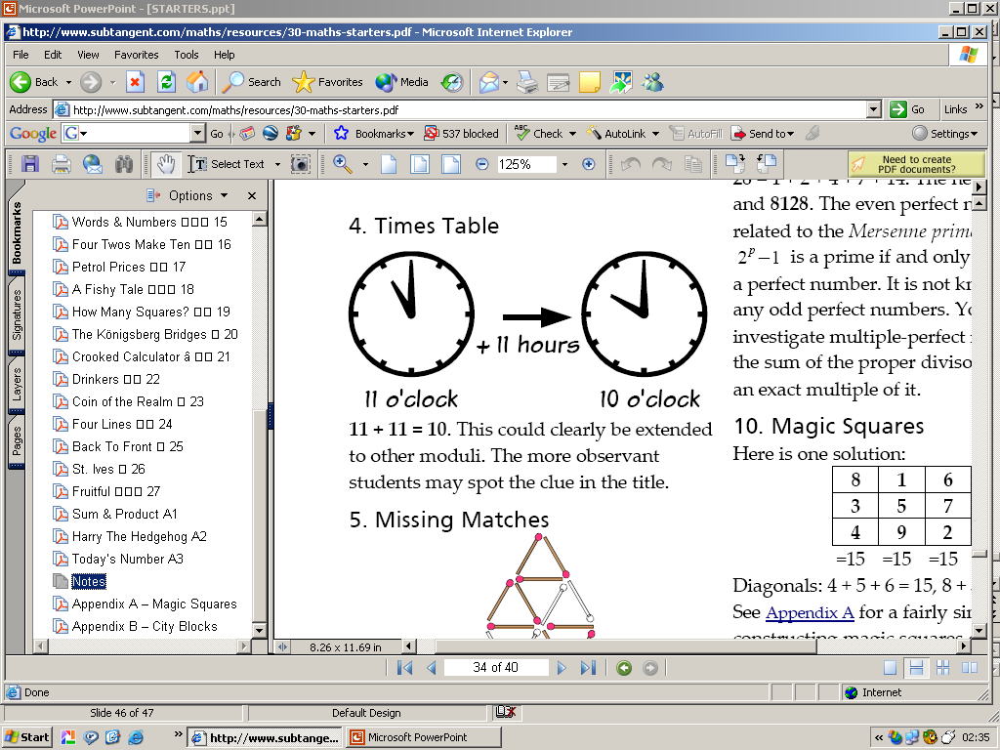 Microsoft PowerPoint - [STARTERS.ppt]
http://www.subtangent.com/maths/resources/30-maths-starters.pdf - Microsoft Internet Explorer
File Edit View Favorites Tools Help
Back Search Favorites Media
Address http://www.subtangent.com/maths/resources/30-maths-starters.pdf Go Links »
Google G Go Bookmarks 537 blocked ABC Check AutoLink AutoFill Send to Settings
Select Text 125% Need to create
PDF documents?
Bookmarks
Signatures
Layers
Pages
Options
Words & Numbers □□□ 15
Four Twos Make Ten □□ 16
Petrol Prices □□ 17
A Fishy Tale □□□ 18
How Many Squares? □□ 19
The Königsberg Bridges □ 20
Crooked Calculator â □□ 21
Drinkers □□ 22
Coin of the Realm □ 23
Four Lines □□ 24
Back To Front □ 25
St. Ives □ 26
Fruitful □□□ 27
Sum & Product A1
Harry The Hedgehog A2
Today's Number A3
Notes
Appendix A – Magic Squares
Appendix B – City Blocks
4. Times Table
+ 11 hours
11 o'clock 10 o'clock
11 + 11 = 10. This could clearly be extended
to other moduli. The more observant
students may spot the clue in the title.
5. Missing Matches
28 = 1 + 2 + 4 + 7 + 14. The ne
and 8128. The even perfect n
related to the Mersenne prim
2^p − 1 is a prime if and only
a perfect number. It is not kn
any odd perfect numbers. Yo
investigate multiple-perfect
the sum of the proper diviso
an exact multiple of it.
10. Magic Squares
Here is one solution:
8 1 6
3 5 7
4 9 2
=15 =15 =15
Diagonals: 4 + 5 + 6 = 15, 8 +
See Appendix A for a fairly sin
constructing magic squares
8.26 x 11.69 in
34 of 40
Done Internet
Slide 46 of 47 Default Design
Start » http://www.subtange... Microsoft PowerPoint « 02:35